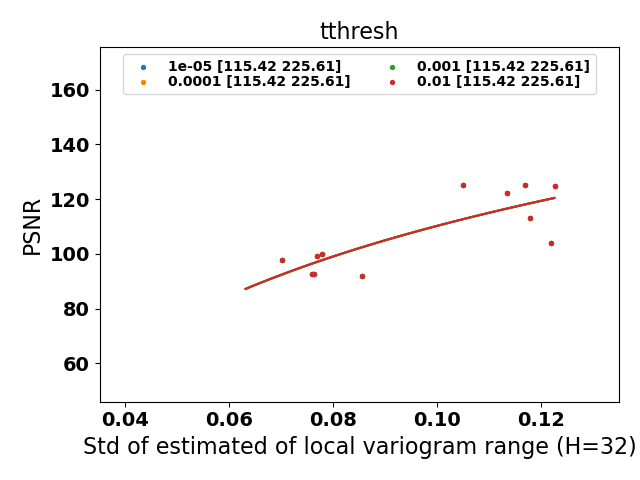 tthresh
1e-05 [115.42 225.61]
0.0001 [115.42 225.61]
0.001 [115.42 225.61]
0.01 [115.42 225.61]
PSNR
160
140
120
100
80
60
0.04 0.06 0.08 0.10 0.12
Std of estimated of local variogram range (H=32)